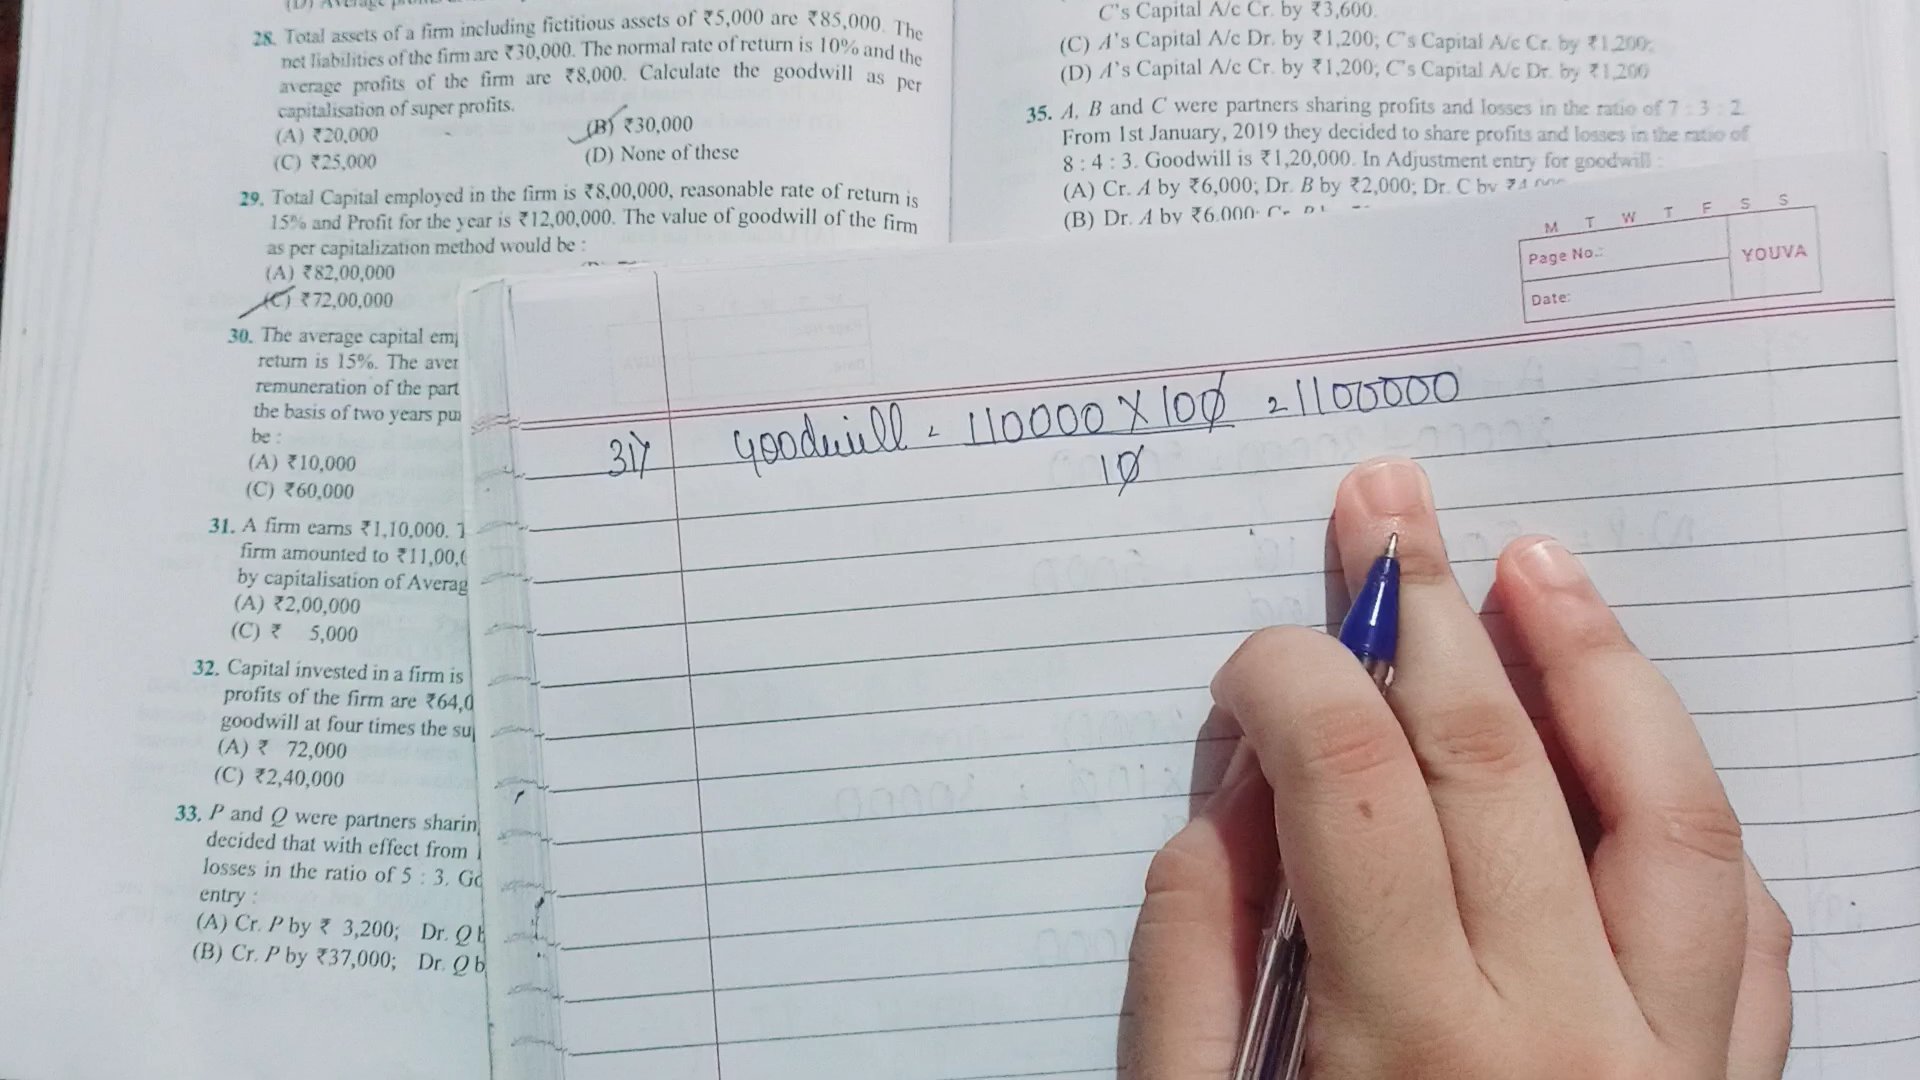 28. Total assets of a firm including fictitious assets of ₹5,000 are ₹85,000. The
net liabilities of the firm are ₹30,000. The normal rate of return is 10% and the
average profits of the firm are ₹8,000. Calculate the goodwill as per
capitalisation of super profits.
(A) ₹20,000 (B) ₹30,000
(C) ₹25,000 (D) None of these
29. Total Capital employed in the firm is ₹8,00,000, reasonable rate of return is
15% and Profit for the year is ₹12,00,000. The value of goodwill of the firm
as per capitalization method would be :
(A) ₹82,00,000
(C) ₹72,00,000
30. The average capital
return is 15%. The
remuneration of the
the basis of two years
be :
(A) ₹10,000
(C) ₹60,000
31. A firm earns ₹1,10,000.
firm amounted to
by capitalisation of
(A) ₹2,00,000
(C) ₹ 5,000
32. Capital invested in a firm is
profits of the firm are
goodwill at four times the
(A) ₹ 72,000
(C) ₹2,40,000
33. P and Q were partners
decided that with effect from
losses in the ratio of 5 : 3.
entry :
(A) Cr. P by ₹ 3,200; Dr. Q
(B) Cr. P by ₹37,000; Dr. Q
C's Capital A/c Cr. by ₹3,600.
(C) A's Capital A/c Dr. by ₹1,200; C's Capital A/c Cr. by ₹1,200;
(D) A's Capital A/c Cr. by ₹1,200; C's Capital A/c Dr. by ₹1,200
35. A, B and C were partners sharing profits and losses in the ratio of 7 : 3 : 2.
From 1st January, 2019 they decided to share profits and losses in the ratio of
8 : 4 : 3. Goodwill is ₹1,20,000. In Adjustment entry for goodwill :
(A) Cr. A by ₹6,000; Dr. B by ₹2,000; Dr. C by
(B) Dr. A by ₹6,000;
M T W T F S S
Page No.: YOUVA
Date:
31) Goodwill = 110000 X 100 = 1100000
10